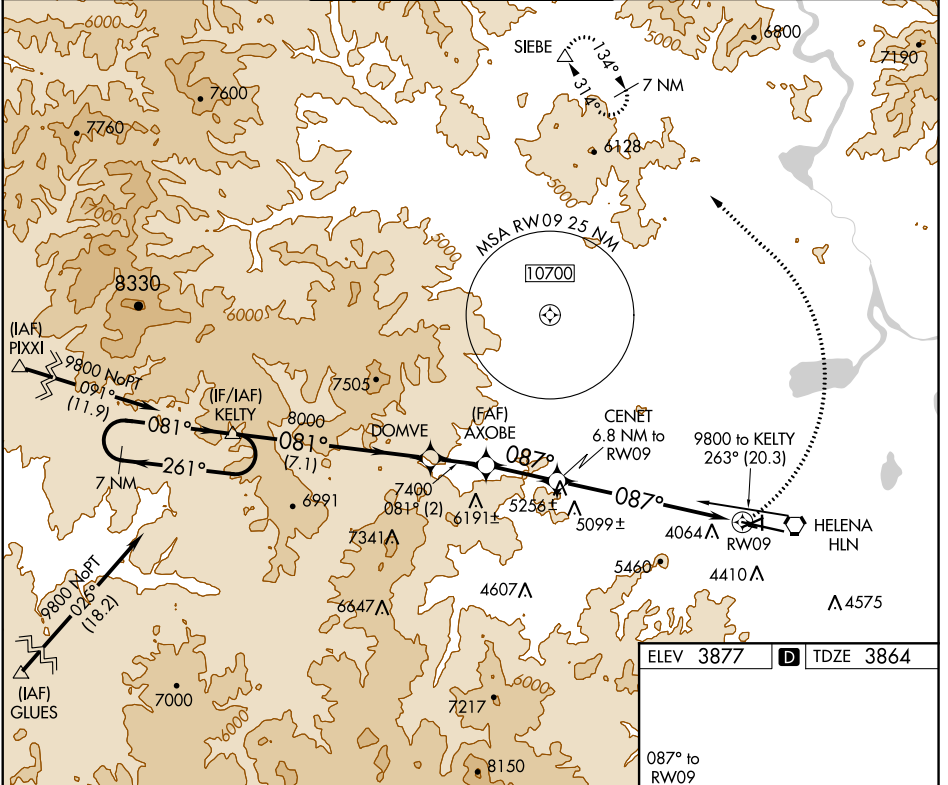 6000
5000
6800
7190
SIEBE
134°
314°
7 NM
7600
7760
6128
5000
7000
MSA RW09 25 NM
10700
8330
6000
(IAF)
PIXXI
9800 NoPT
091°
(11.9)
7505
(IF/IAF)
KELTY
8000
081°
081°
(7.1)
261°
7 NM
DOMVE
(FAF)
AXOBE
087°
CENET
6.8 NM to
RW09
9800 to KELTY
263° (20.3)
7400
081° (2)
6191±
5256±
5099±
087°
6991
7341
4064
RW09
HELENA
HLN
5460
4410
4607
4575
6647
9800 NoPT
025°
(18.2)
(IAF)
GLUES
7000
6000
7217
8150
ELEV 3877
D
TDZE 3864
087° to
RW09